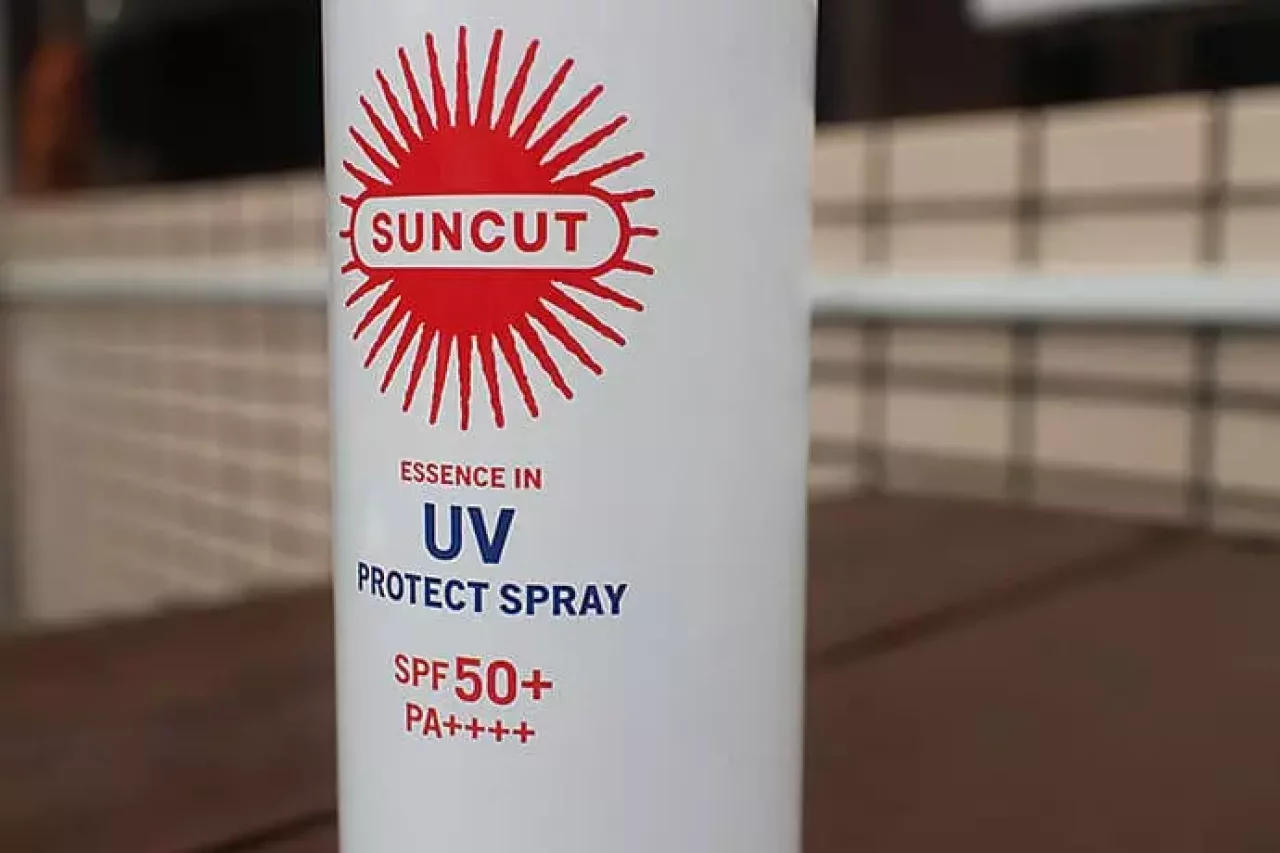 SUNCUT
ESSENCE IN
UV
PROTECT SPRAY
SPF 50+
PA++++